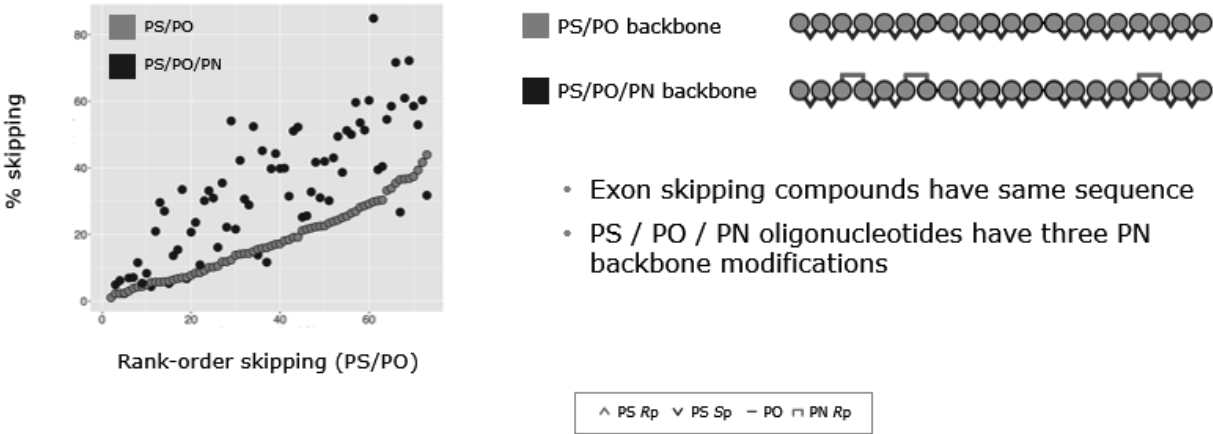 PS/PO
PS/PO/PN
80
60
40
20
0
0 20 40 60
% skipping
Rank-order skipping (PS/PO)
PS/PO backbone
PS/PO/PN backbone
• Exon skipping compounds have same sequence
• PS / PO / PN oligonucleotides have three PN
backbone modifications
PS Rp PS Sp PO PN Rp